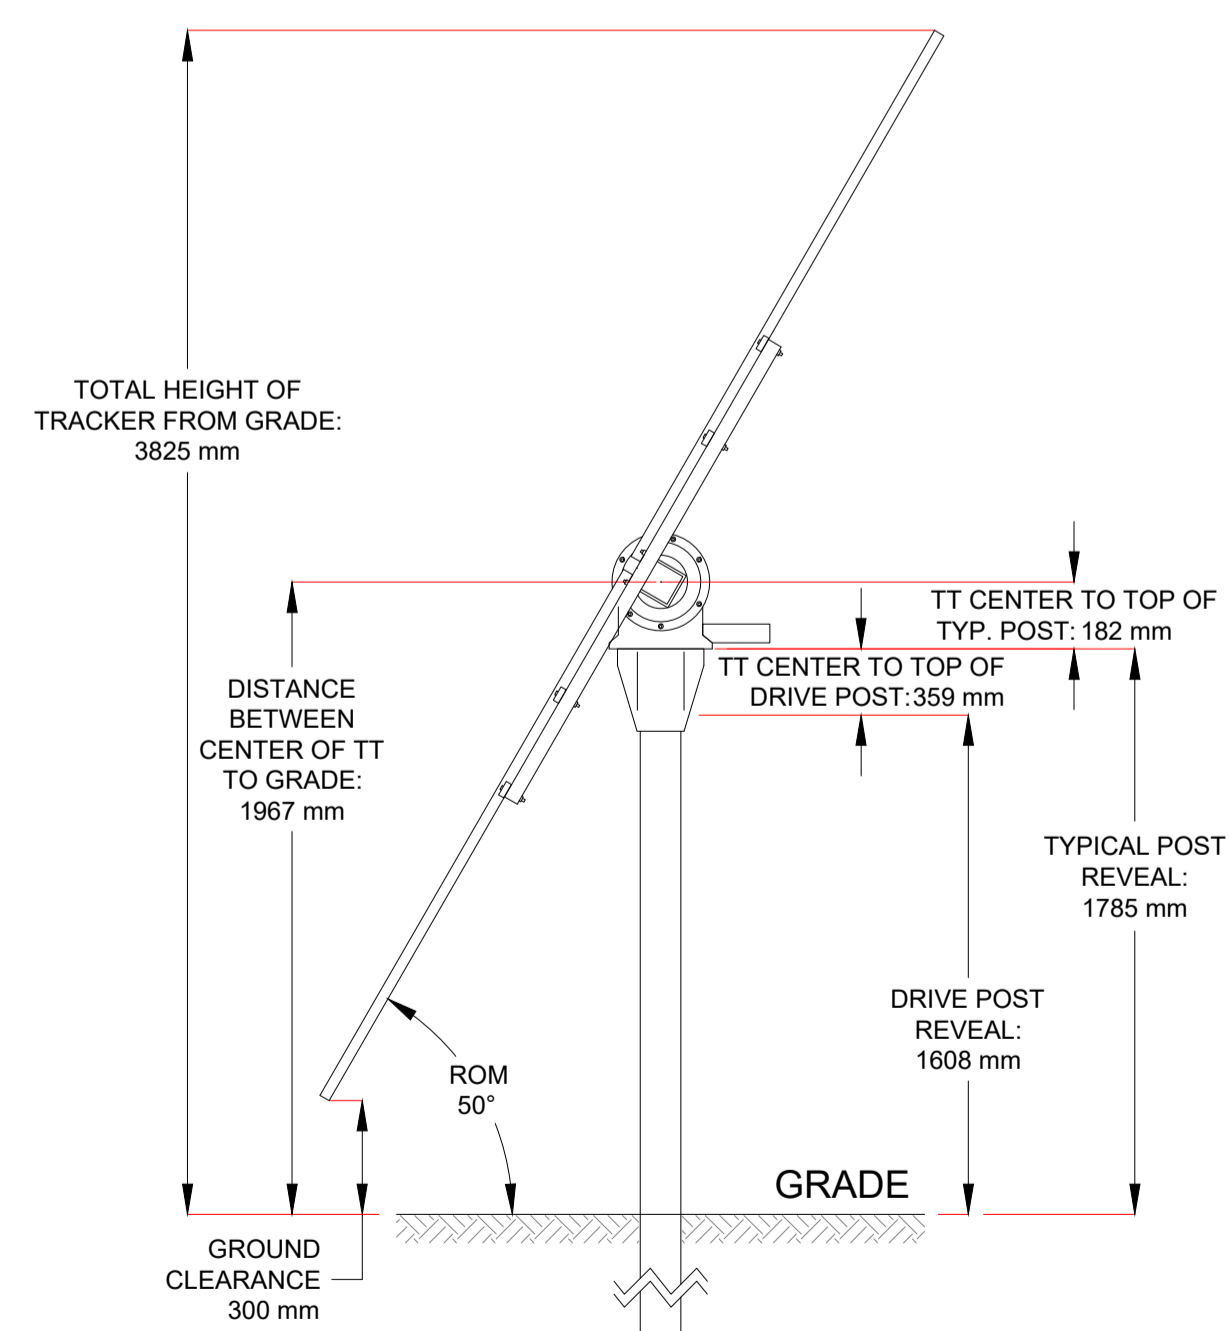 TOTAL HEIGHT OF
TRACKER FROM GRADE:
3825 mm
DISTANCE
BETWEEN
CENTER OF TT
TO GRADE:
1967 mm
TT CENTER TO TOP OF
TYP. POST: 182 mm
TT CENTER TO TOP OF
DRIVE POST:359 mm
TYPICAL POST
REVEAL:
1785 mm
DRIVE POST
REVEAL:
1608 mm
ROM
50°
GRADE
GROUND
CLEARANCE
300 mm